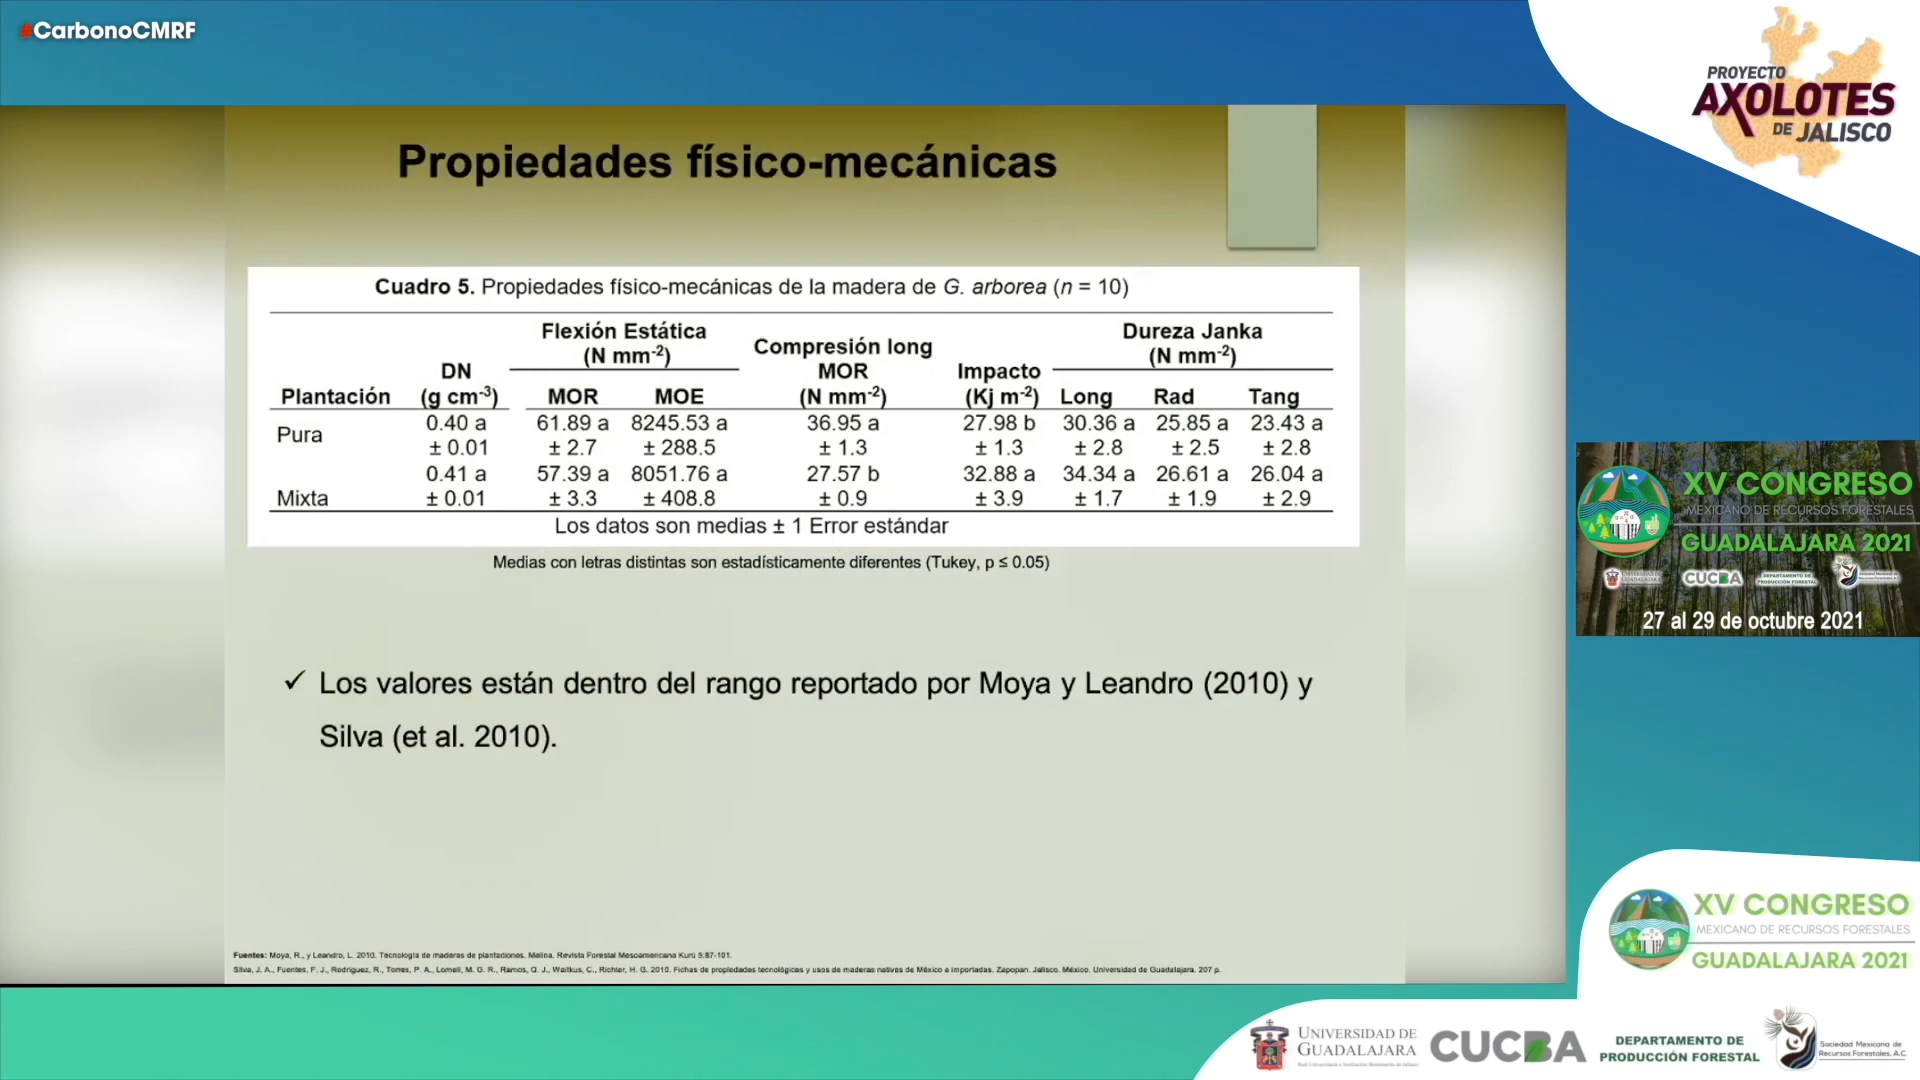 #CarbonoCMRF
PROYECTO
AXOLOTES
DE JALISCO
Propiedades físico-mecánicas
Cuadro 5. Propiedades físico-mecánicas de la madera de G. arborea (n = 10)
Plantación DN (g cm-3) Flexión Estática (N mm-2) Compresión long MOR (N mm-2) Impacto (Kj m-2) Dureza Janka (N mm-2)
MOR MOE Long Rad Tang
Pura 0.40 a 61.89 a 8245.53 a 36.95 a 27.98 b 30.36 a 25.85 a 23.43 a
± 0.01 ± 2.7 ± 288.5 ± 1.3 ± 1.3 ± 2.8 ± 2.5 ± 2.8
Mixta 0.41 a 57.39 a 8051.76 a 27.57 b 32.88 a 34.34 a 26.61 a 26.04 a
± 0.01 ± 3.3 ± 408.8 ± 0.9 ± 3.9 ± 1.7 ± 1.9 ± 2.9
Los datos son medias ± 1 Error estándar
Medias con letras distintas son estadísticamente diferentes (Tukey, p ≤ 0.05)
✓ Los valores están dentro del rango reportado por Moya y Leandro (2010) y
Silva (et al. 2010).
Fuentes: Moya, R., y Leandro, L. 2010. Tecnología de maderas de plantaciones. Melina. Revista Forestal Mesoamericana Kurú 5:87-101.
Silva, J. A., Fuentes, F. J., Rodríguez, R., Torres, P. A., Lomelí, M. G. R., Ramos, Q. J., Waitkus, C., Richter, H. G. 2010. Fichas de propiedades tecnológicas y usos de maderas nativas de México e importadas. Zapopan. Jalisco. México. Universidad de Guadalajara. 207 p.
XV CONGRESO
MEXICANO DE RECURSOS FORESTALES
GUADALAJARA 2021
CUCBA
DEPARTAMENTO DE
PRODUCCIÓN FORESTAL
27 al 29 de octubre 2021
XV CONGRESO
MEXICANO DE RECURSOS FORESTALES
GUADALAJARA 2021
UNIVERSIDAD DE
GUADALAJARA
CUCBA
DEPARTAMENTO DE
PRODUCCIÓN FORESTAL
Sociedad Mexicana de
Recursos Forestales, A.C.